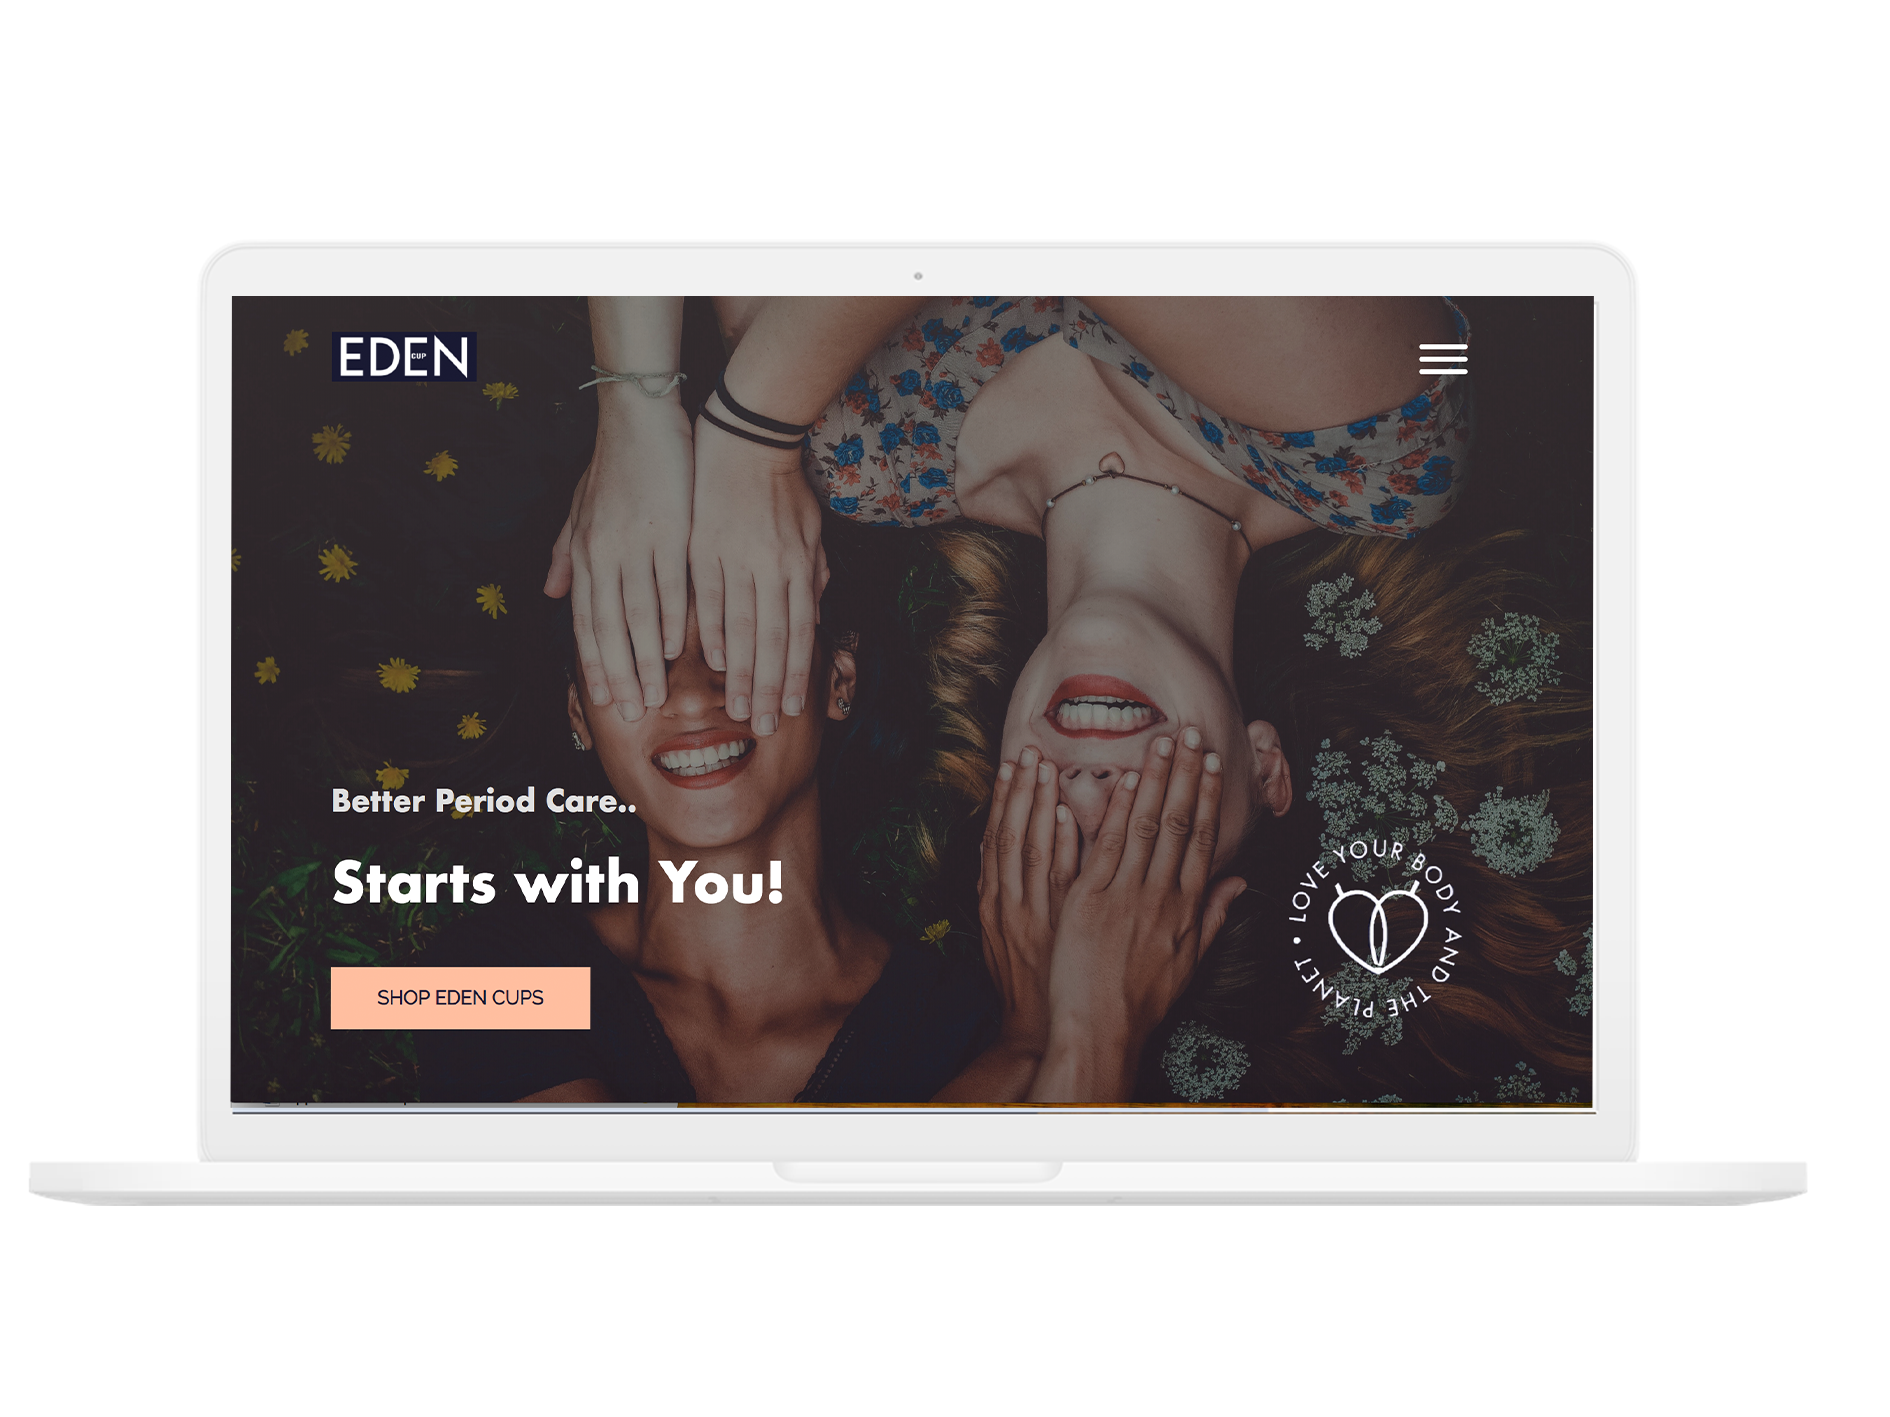 EDEN
CUP
Better Period Care..
Starts with You!
SHOP EDEN CUPS
LOVE YOUR BODY AND THE PLANET •